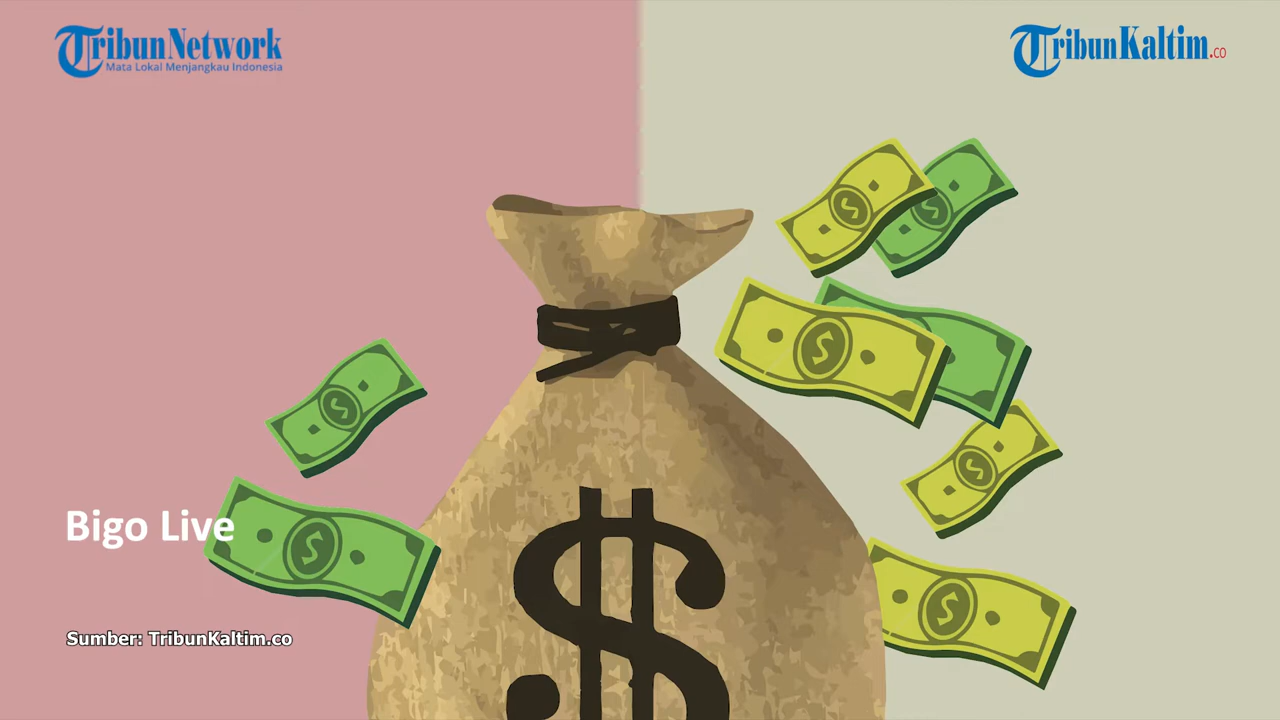 TribunNetwork
Mata Lokal Menjangkau Indonesia
TribunKaltim.co
$
Bigo Live
Sumber: TribunKaltim.co